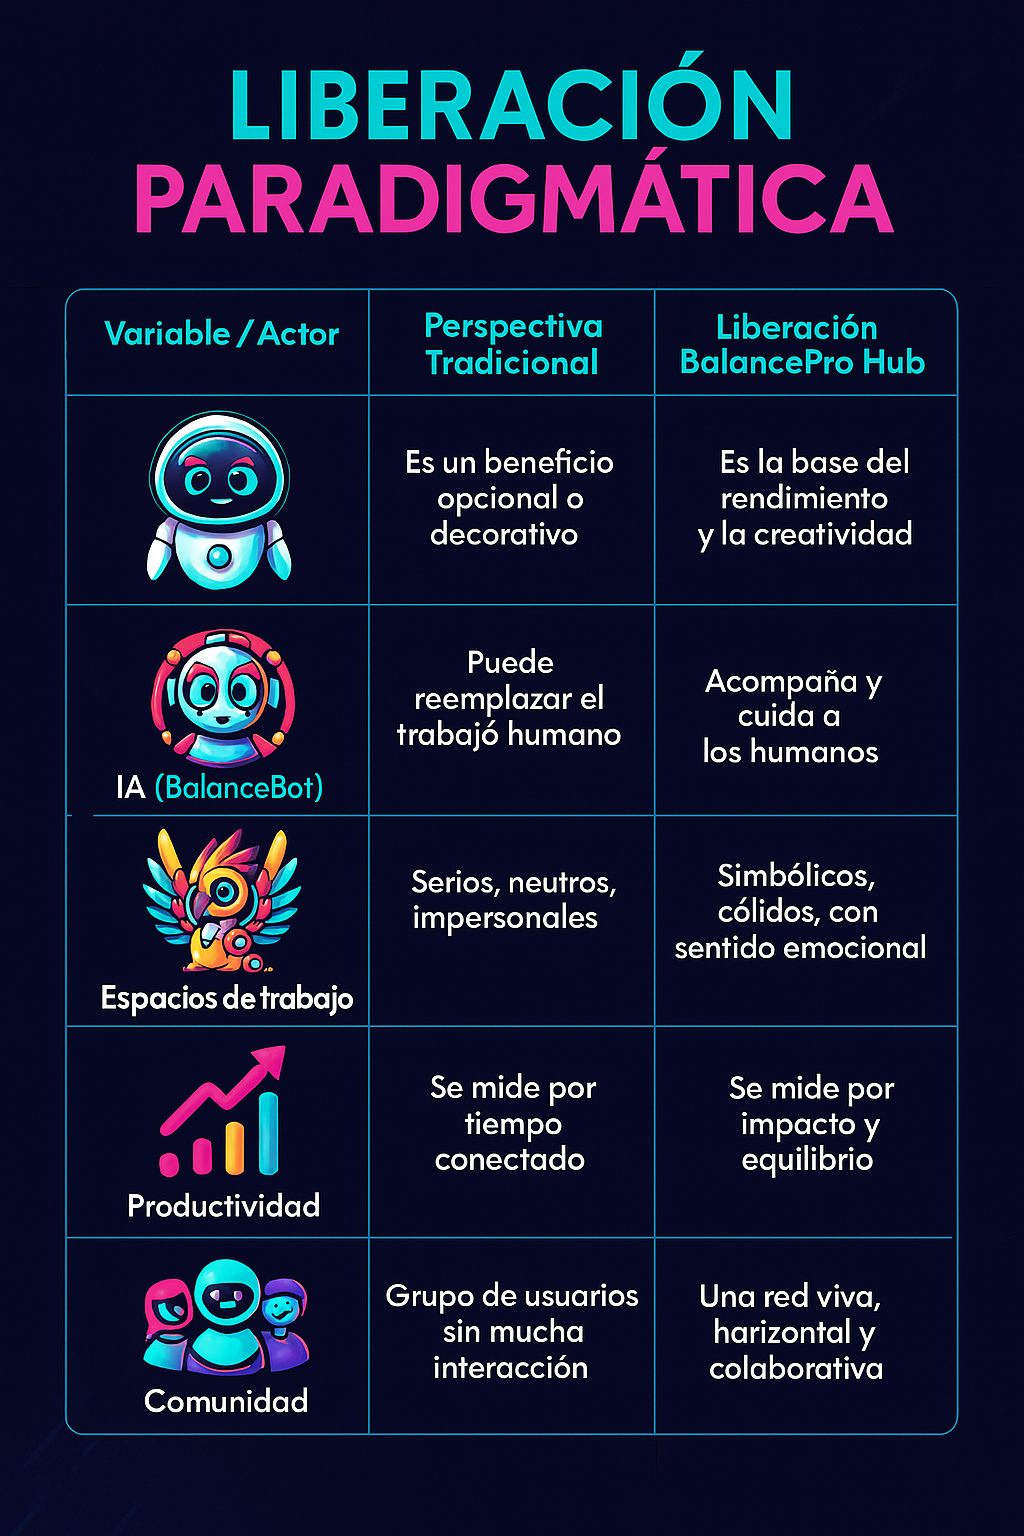 LIBERACIÓN
PARADIGMÁTICA
Variable / Actor
Perspectiva
Tradicional
Liberación
BalancePro Hub
Es un beneficio
opcional o
decorativo
Es la base del
rendimiento
y la creatividad
IA (BalanceBot)
Puede
reemplazar el
trabajó humano
Acompaña y
cuida a
los humanos
Espacios de trabajo
Serios, neutros,
impersonales
Simbólicos,
cólidos, con
sentido emocional
Productividad
Se mide por
tiempo
conectado
Se mide por
impacto y
equilibrio
Comunidad
Grupo de usuarios
sin mucha
interacción
Una red viva,
harizontal y
colaborativa